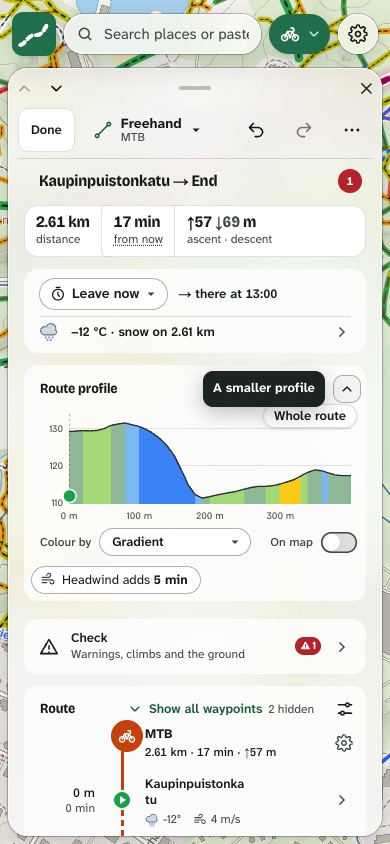 Search places or paste
Done
Freehand
MTB
Kaupinpuistonkatu → End
1
2.61 km
distance
17 min
from now
↑57 ↓69 m
ascent · descent
Leave now
→ there at 13:00
−12 °C · snow on 2.61 km
Route profile
A smaller profile
Whole route
130
120
110
0 m
100 m
200 m
300 m
Colour by
Gradient
On map
Headwind adds 5 min
Check
Warnings, climbs and the ground
1
Route
Show all waypoints
2 hidden
MTB
2.61 km · 17 min · ↑57 m
0 m
0 min
Kaupinpuistonka
tu
-12°
4 m/s